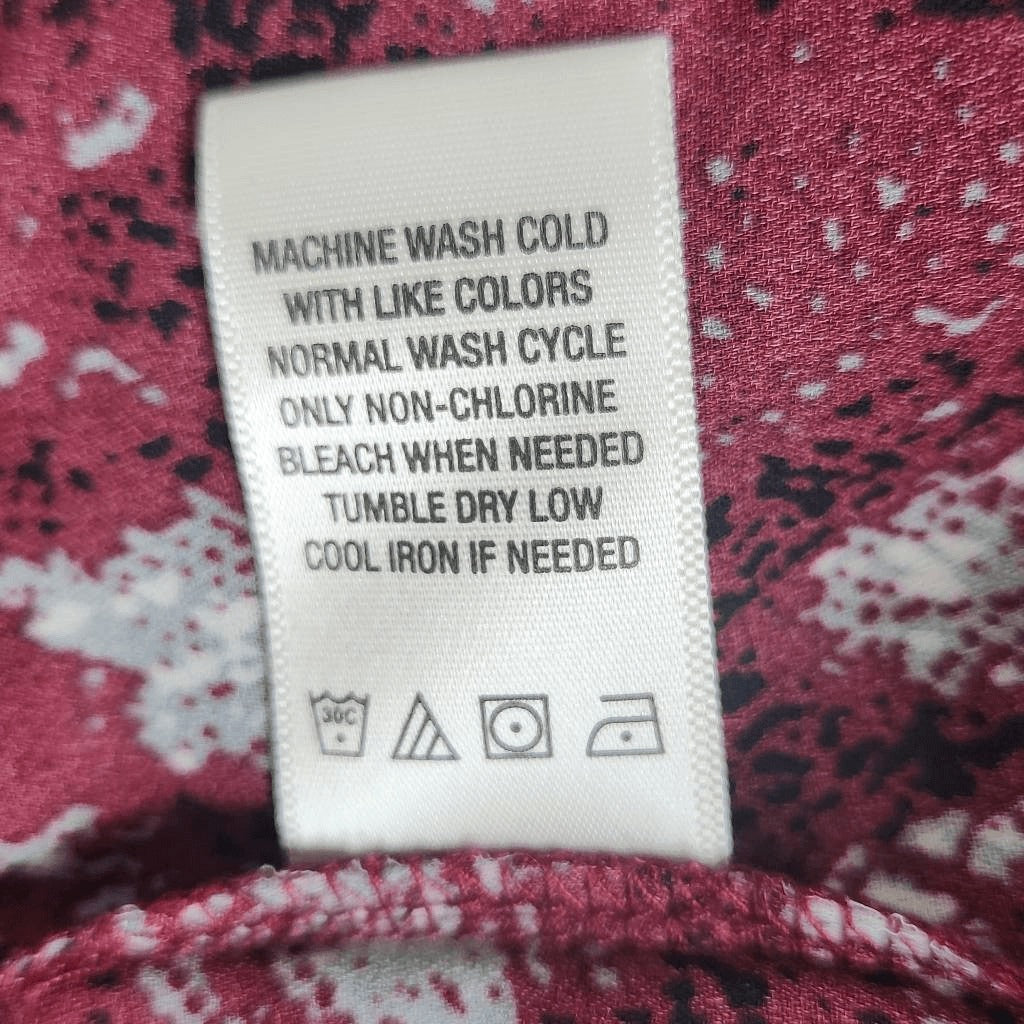 MACHINE WASH COLD
WITH LIKE COLORS
NORMAL WASH CYCLE
ONLY NON-CHLORINE
BLEACH WHEN NEEDED
TUMBLE DRY LOW
COOL IRON IF NEEDED
30C